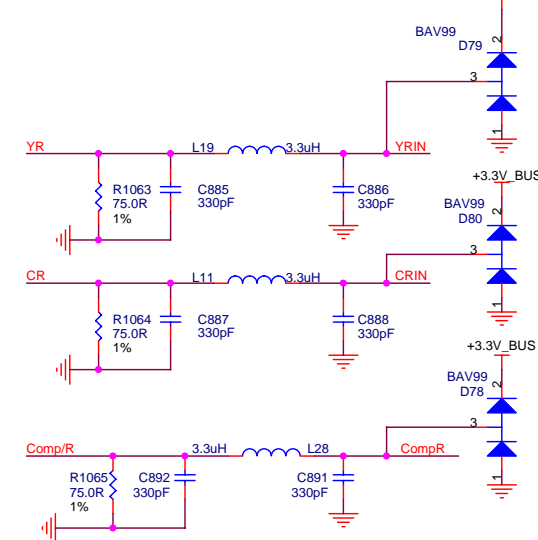 BAV99
D79
2
3
1
YR
L19
3.3uH
YRIN
R1063
75.0R
1%
C885
330pF
C886
330pF
+3.3V_BUS
BAV99
D80
2
3
1
CR
L11
3.3uH
CRIN
R1064
75.0R
1%
C887
330pF
C888
330pF
+3.3V_BUS
BAV99
D78
2
3
1
Comp/R
3.3uH
L28
CompR
R1065
75.0R
1%
C892
330pF
C891
330pF